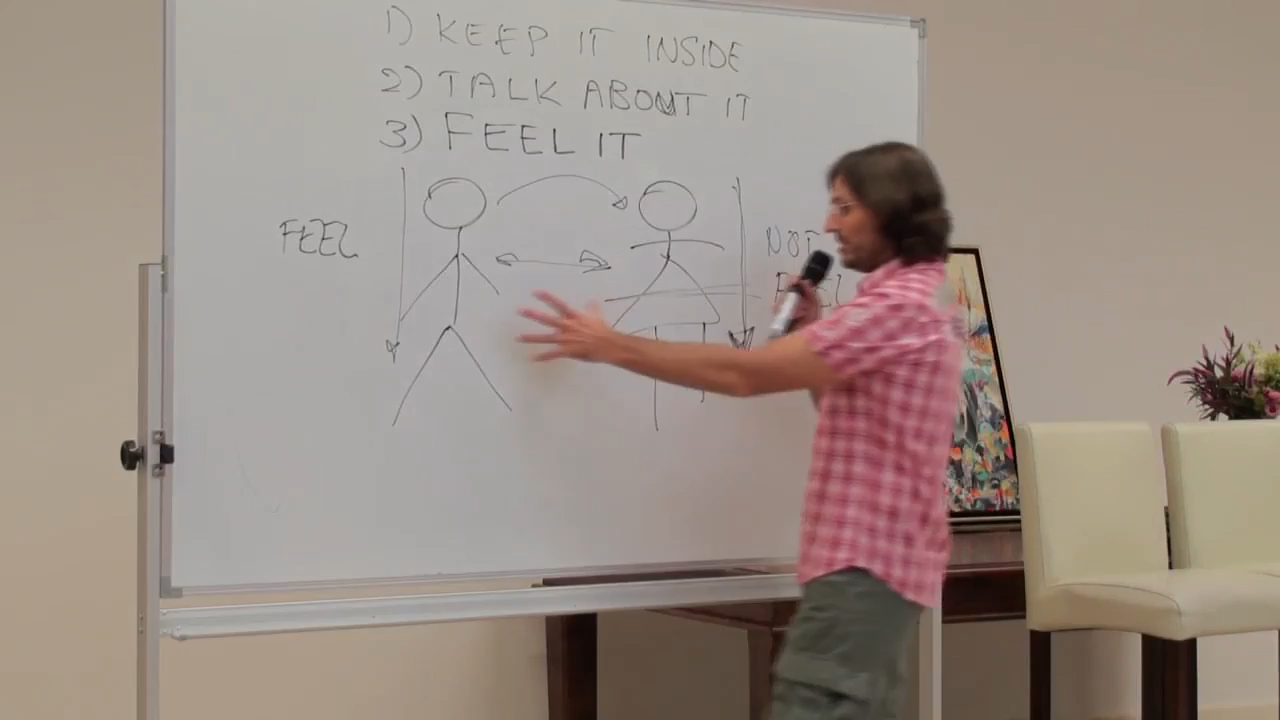 1) KEEP IT INSIDE
2) TALK ABOUT IT
3) FEEL IT
FEEL
NOT